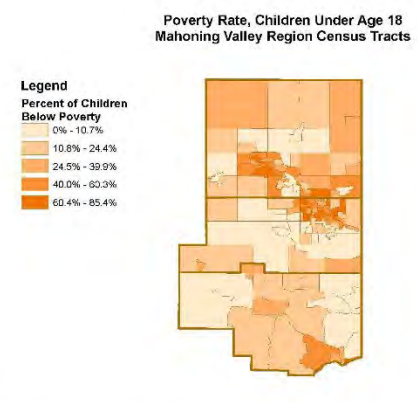 Poverty Rate, Children Under Age 18
Mahoning Valley Region Census Tracts
Legend
Percent of Children
Below Poverty
0% - 10.7%
10.8% - 24.4%
24.5% - 39.9%
40.0% - 60.3%
60.4% - 85.4%